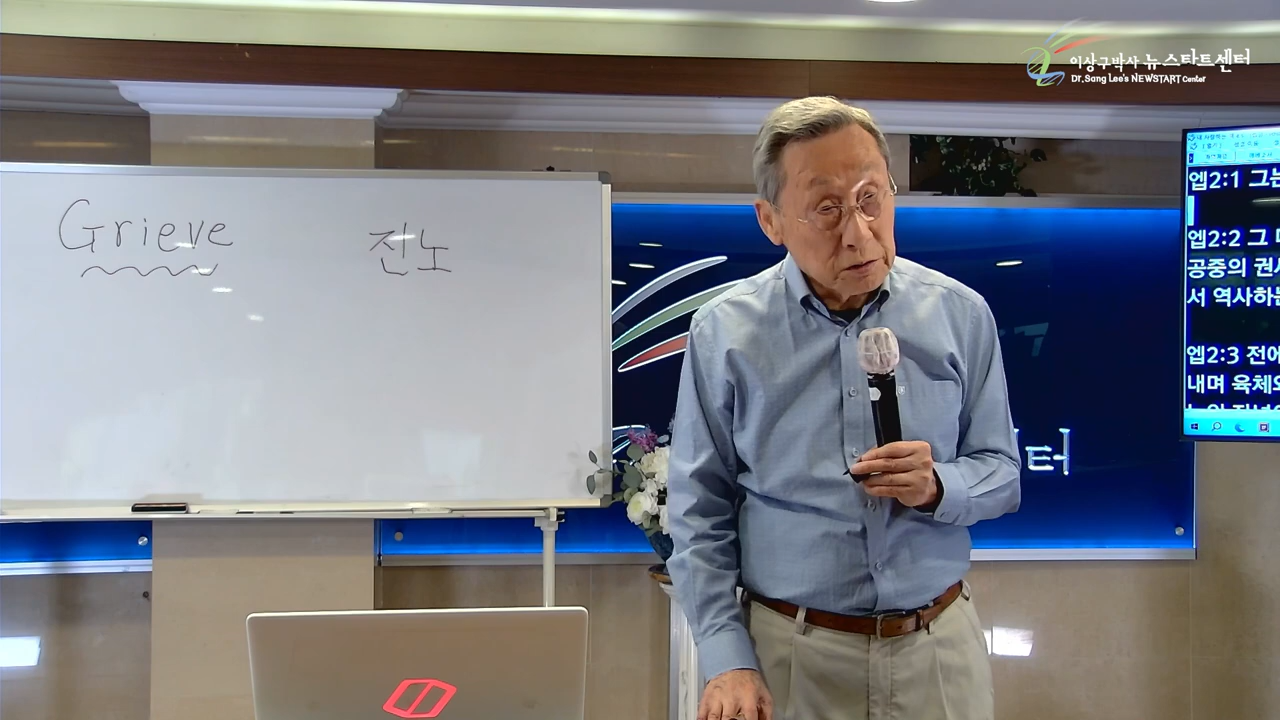 이상구박사 뉴스타트센터
Dr. Sang Lee's NEWSTART Center
Grieve
진노
터
엡2:1 그는
엡2:2 그
공중의 권
서 역사하는
엡2:3 전에
내며 육체